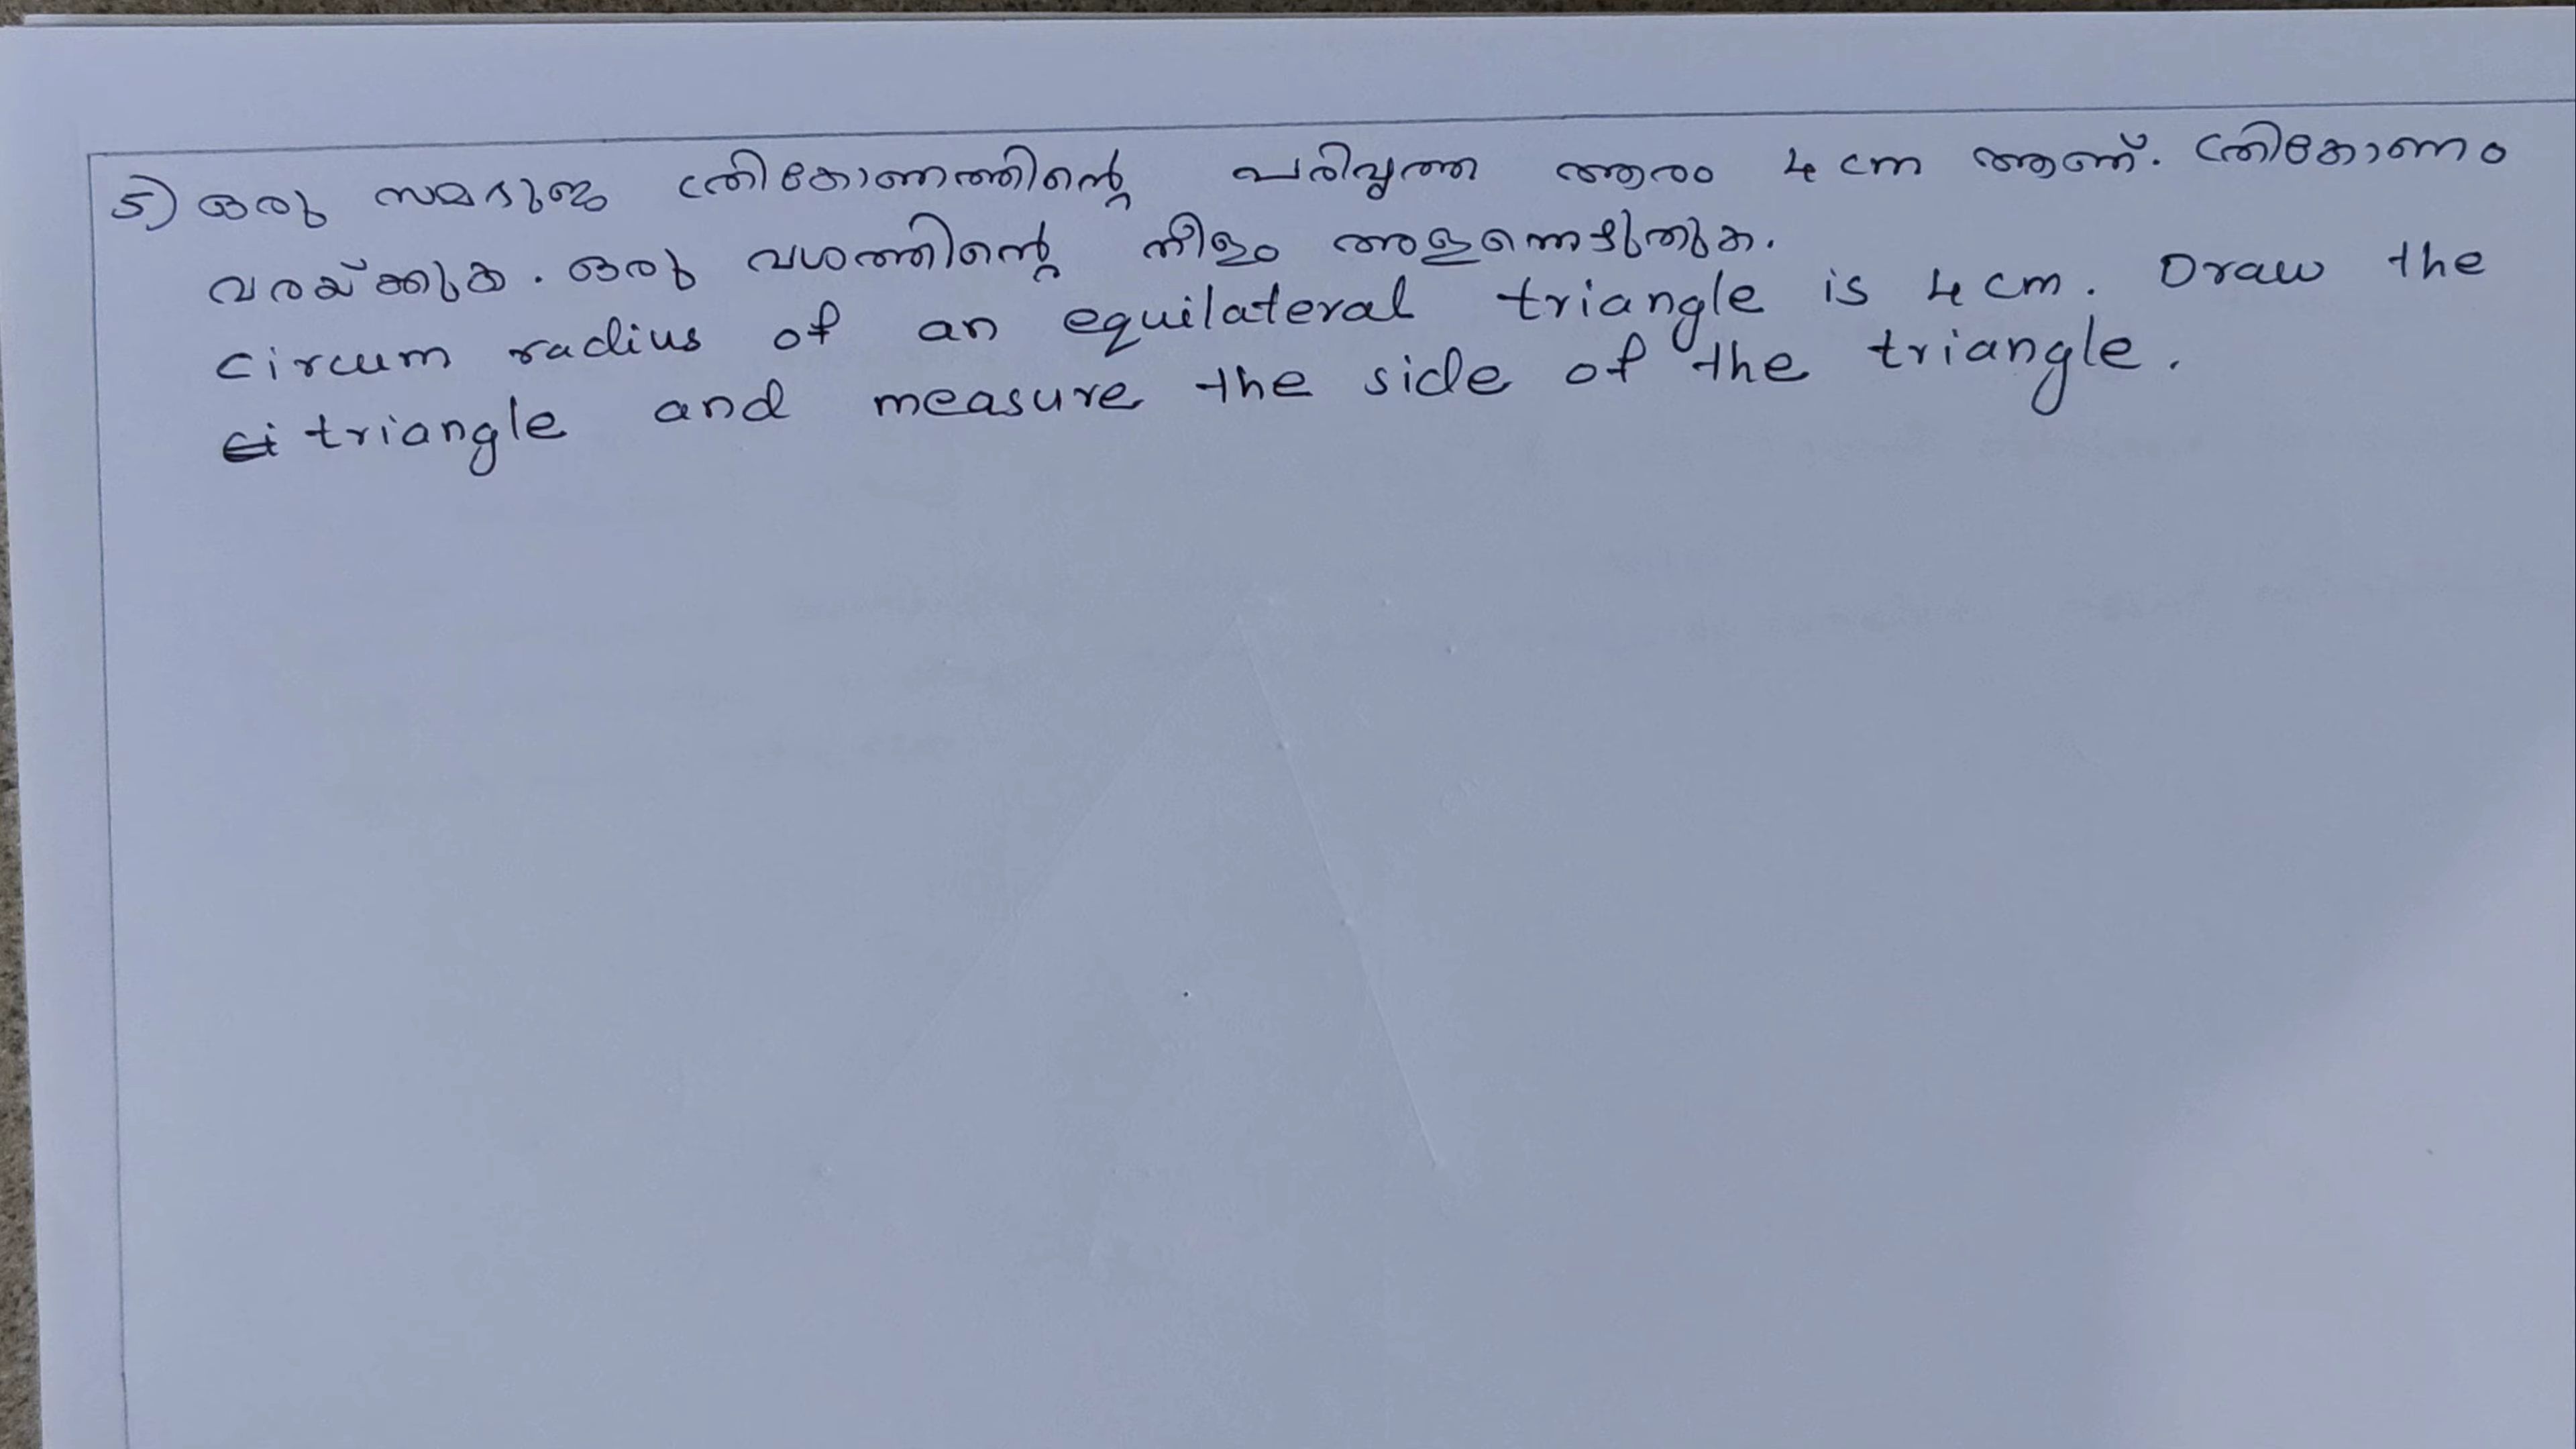 5) ഒരു സമഭുജ ത്രികോണത്തിന്റെ പരിവൃത്ത ആരം 4 cm ആണ്. ത്രികോണം
വരയ്ക്കുക. ഒരു വശത്തിന്റെ നീളം അളന്നെഴുതുക.
Circum radius of an equilateral triangle is 4 cm. Draw the
triangle and measure the side of the triangle.